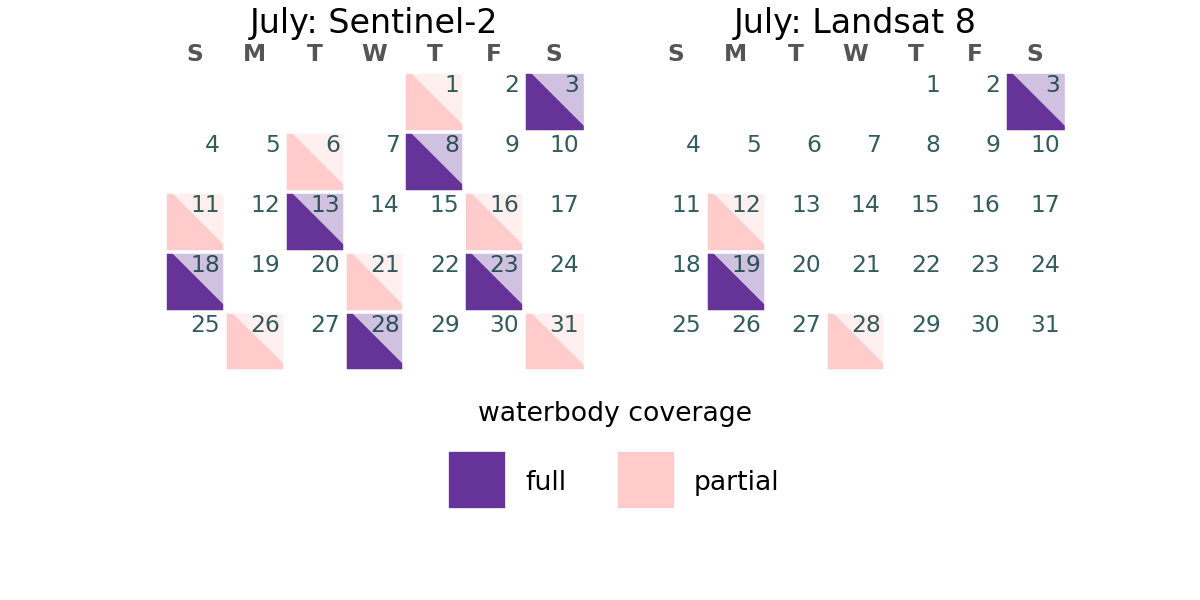 July: Sentinel-2
S M T W T F S
1 2 3
4 5 6 7 8 9 10
11 12 13 14 15 16 17
18 19 20 21 22 23 24
25 26 27 28 29 30 31
July: Landsat 8
S M T W T F S
1 2 3
4 5 6 7 8 9 10
11 12 13 14 15 16 17
18 19 20 21 22 23 24
25 26 27 28 29 30 31
waterbody coverage
full partial